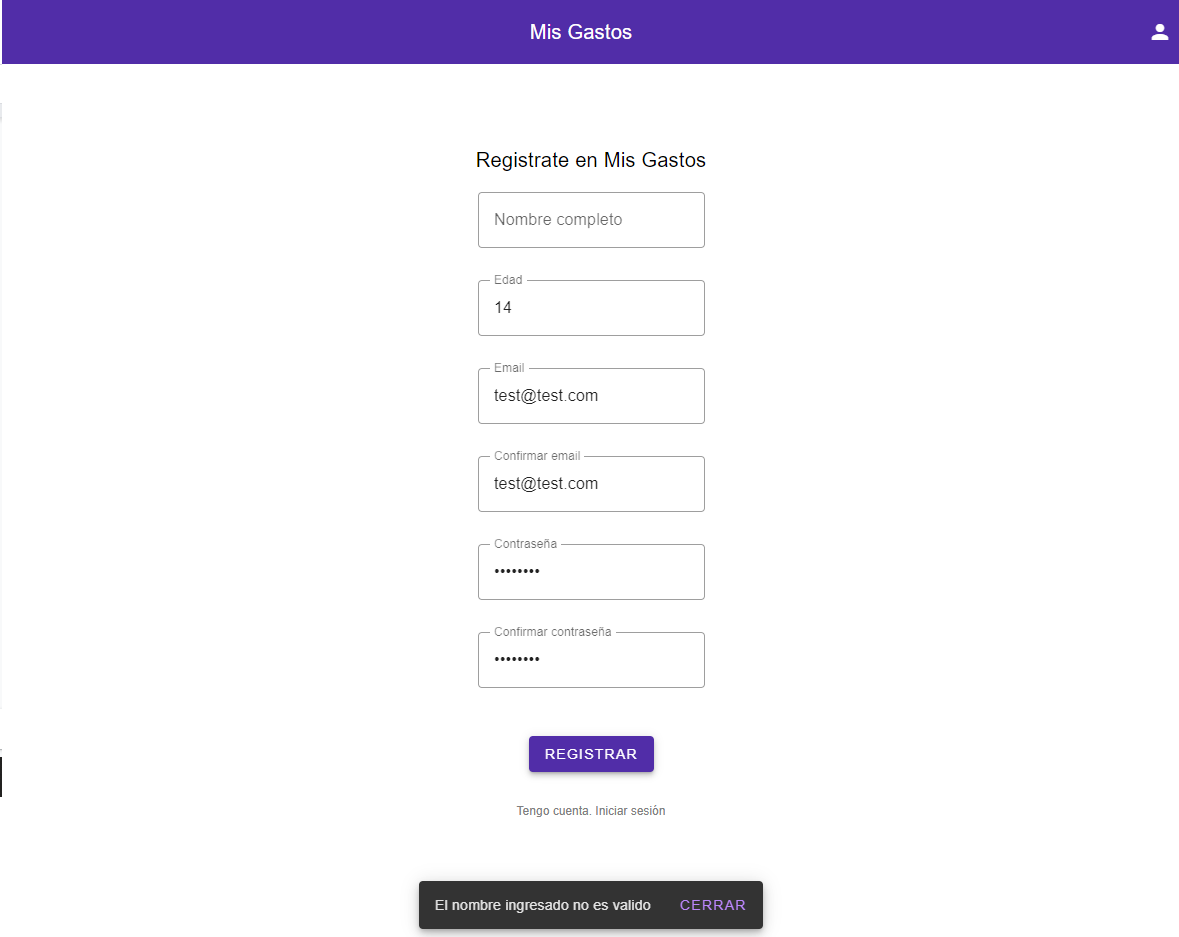 Mis Gastos
Registrate en Mis Gastos
Nombre completo
Edad
14
Email
test@test.com
Confirmar email
test@test.com
Contraseña
••••••••
Confirmar contraseña
••••••••
REGISTRAR
Tengo cuenta. Iniciar sesión
El nombre ingresado no es valido CERRAR